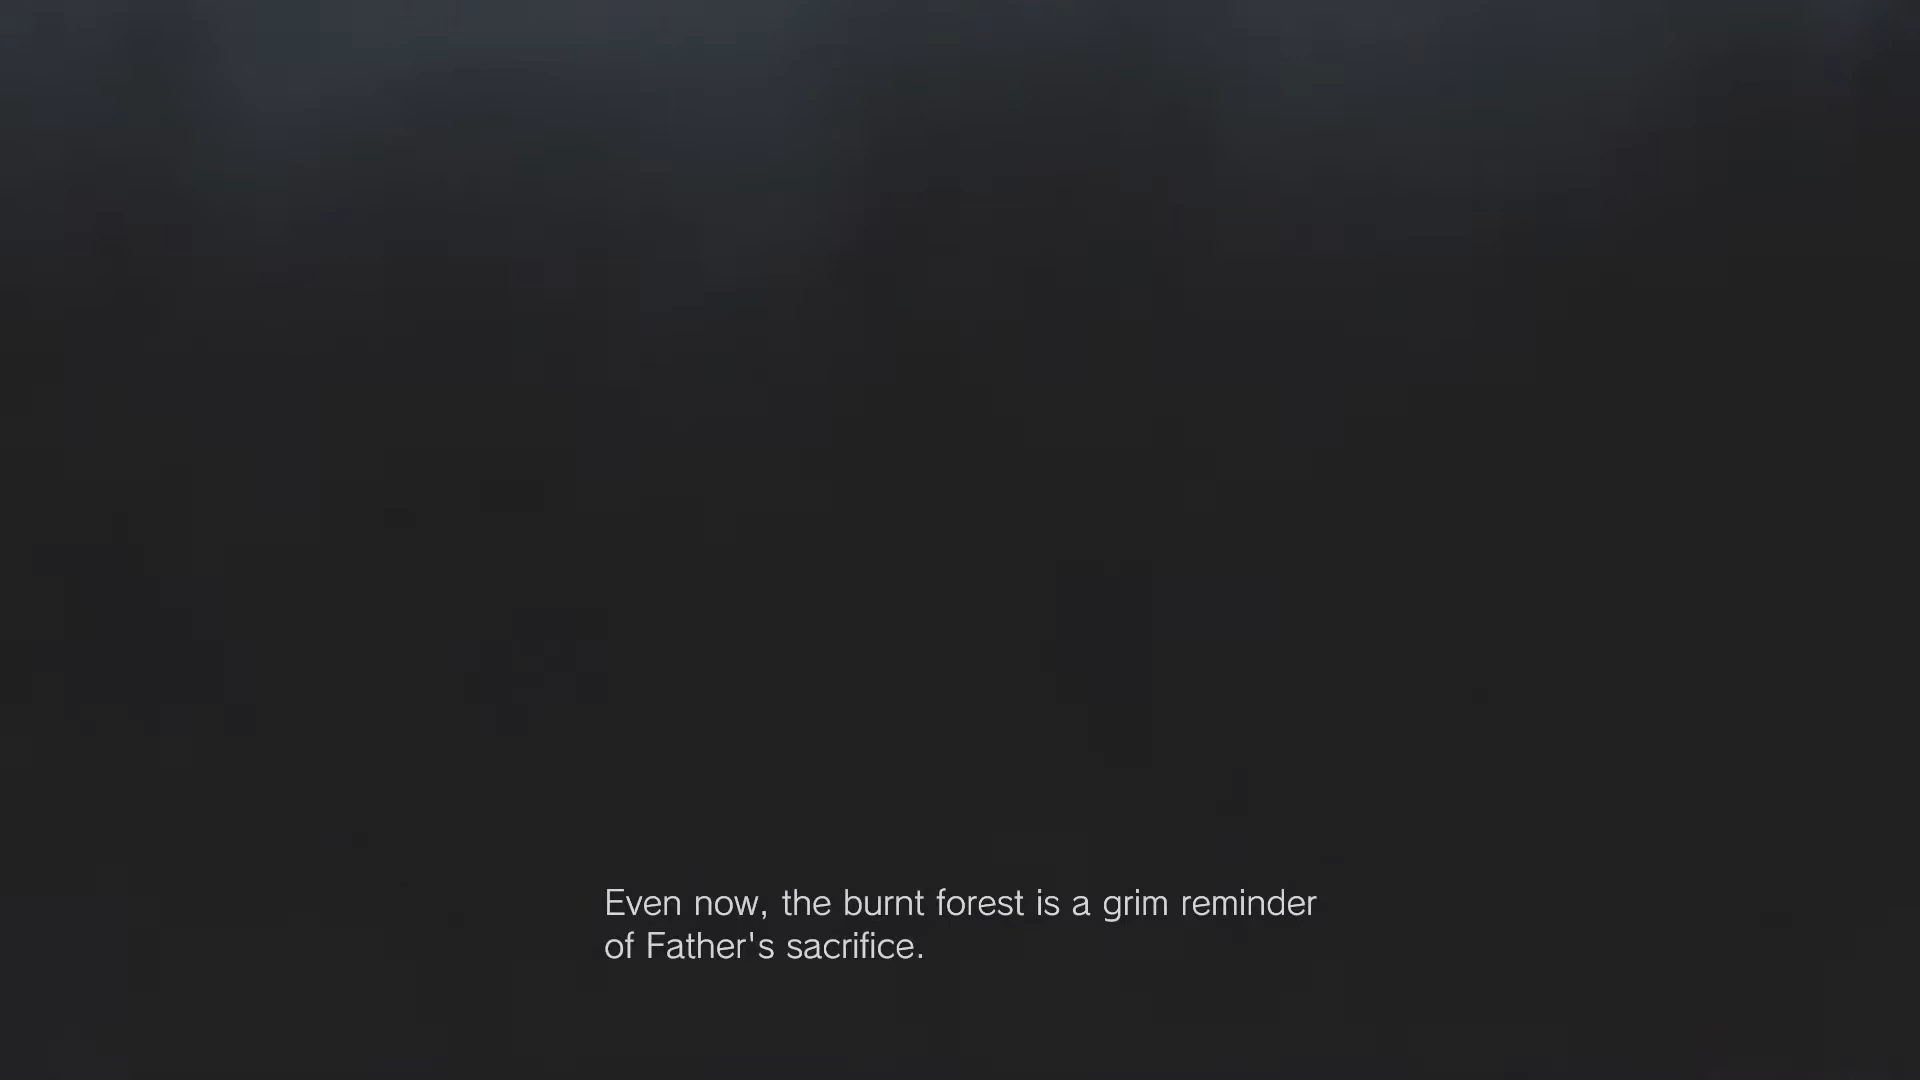 Even now, the burnt forest is a grim reminder
of Father's sacrifice.